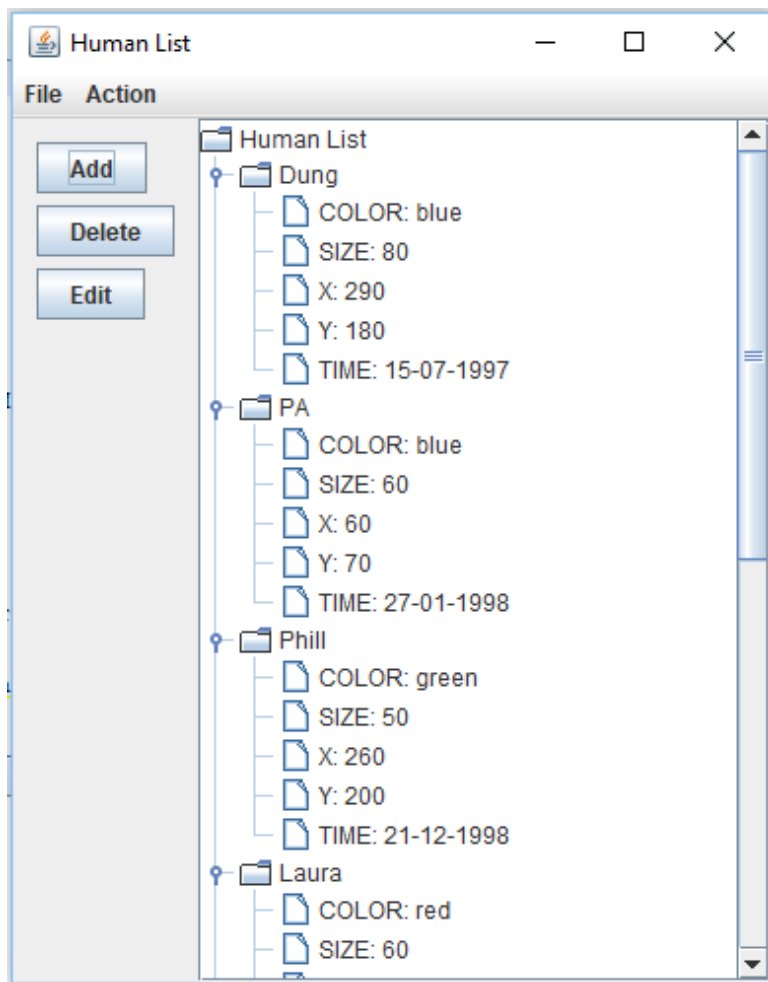 Human List
File Action
Add
Delete
Edit
Human List
Dung
COLOR: blue
SIZE: 80
X: 290
Y: 180
TIME: 15-07-1997
PA
COLOR: blue
SIZE: 60
X: 60
Y: 70
TIME: 27-01-1998
Phill
COLOR: green
SIZE: 50
X: 260
Y: 200
TIME: 21-12-1998
Laura
COLOR: red
SIZE: 60